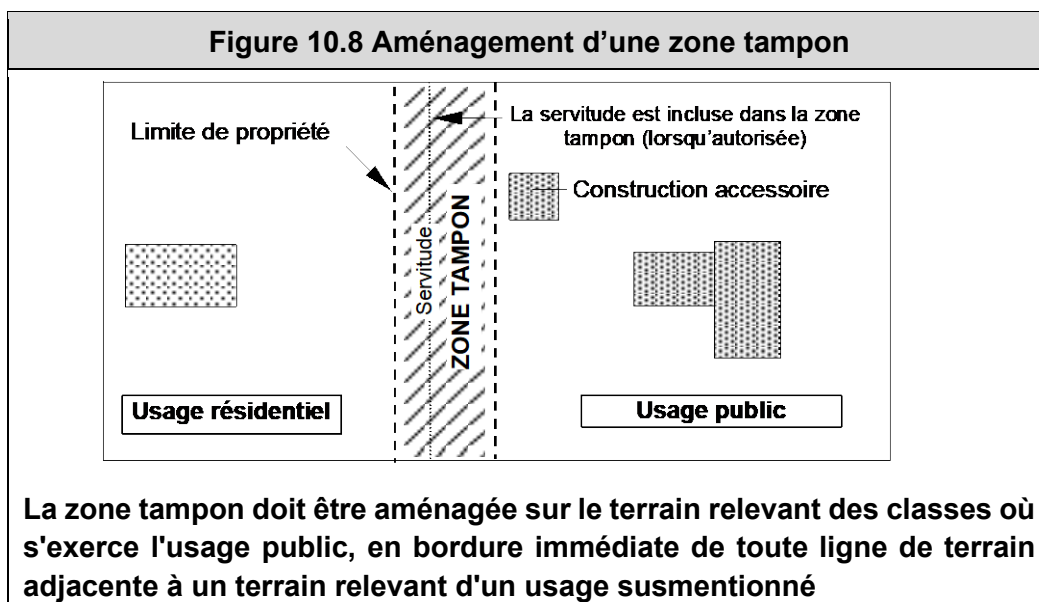 Figure 10.8 Aménagement d’une zone tampon
Limite de propriété
La servitude est incluse dans la zone
tampon (lorsqu'autorisée)
Construction accessoire
Servitude
ZONE TAMPON
Usage résidentiel
Usage public
La zone tampon doit être aménagée sur le terrain relevant des classes où
s'exerce l'usage public, en bordure immédiate de toute ligne de terrain
adjacente à un terrain relevant d'un usage susmentionné